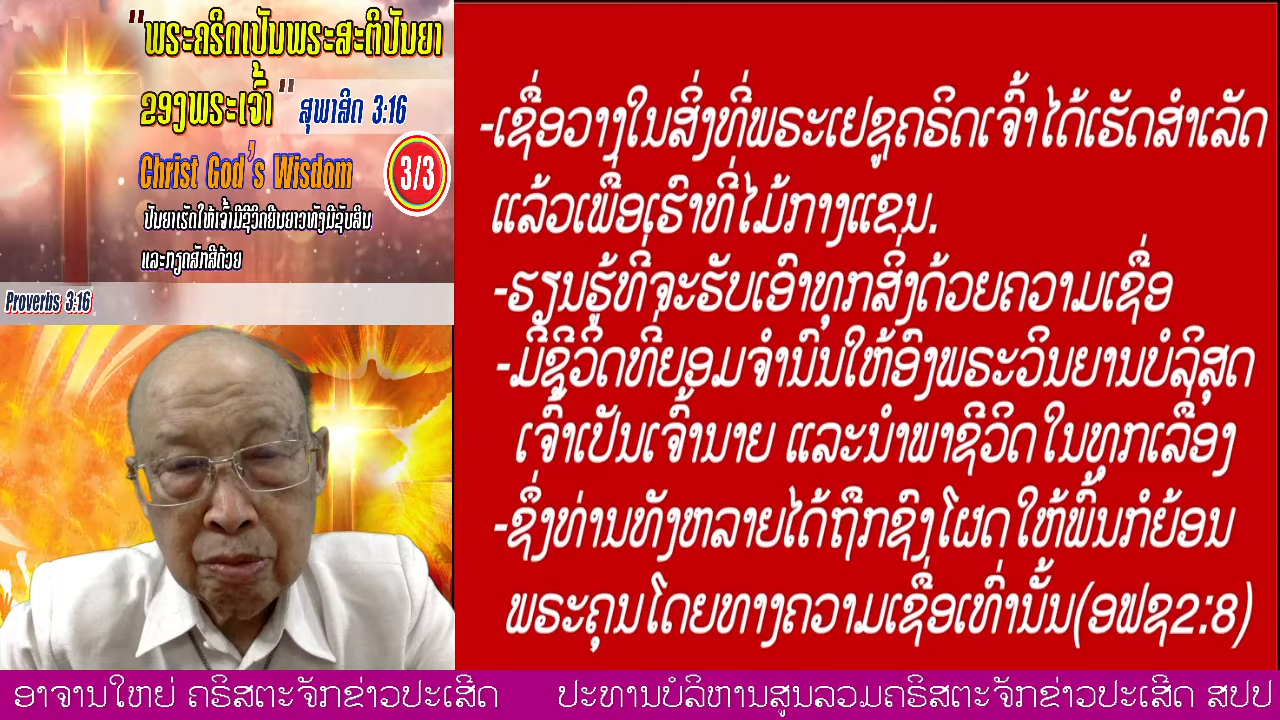 "ພຣະຄຣິດເປັນພຣະສະຕິປັນຍາ
ຂອງພຣະເຈົ້າ" ສຸພາສິດ 3:16
Christ God's Wisdom
3/3
ປັນຍາເຮັດໃຫ້ເຈົ້າມີຊີວິດຍືນຍາວທັງມີຊັບສິນ
ແລະກຽດສັກສີດ້ວຍ
Proverbs 3:16
-ເຊື່ອວາງໃນສິ່ງທີ່ພຣະເຢຊູຄຣິດເຈົ້າໄດ້ເຮັດສຳເລັດ
ແລ້ວເພື່ອເຮົາທີ່ໄມ້ກາງແຂນ.
-ຮຽນຮູ້ທີ່ຈະຮັບເອົາທຸກສິ່ງດ້ວຍຄວາມເຊື່ອ
-ມີຊີວິດທີ່ຍອມຈຳນົນໃຫ້ອົງພຣະວິນຍານບໍລິສຸດ
ເຈົ້າເປັນເຈົ້ານາຍ ແລະນຳພາຊີວິດໃນທຸກເລື່ອງ
-ຊຶ່ງທ່ານທັງຫລາຍໄດ້ຖືກຊົງໂຜດໃຫ້ພົ້ນກໍຍ້ອນ
ພຣະຄຸນໂດຍທາງຄວາມເຊື່ອເທົ່ານັ້ນ(ອຟຊ2:8)
ອາຈານໃຫຍ່ ຄຣິສຕະຈັກຂ່າວປະເສີດ ປະທານບໍລິຫານສູນລວມຄຣິສຕະຈັກຂ່າວປະເສີດ ສປປ